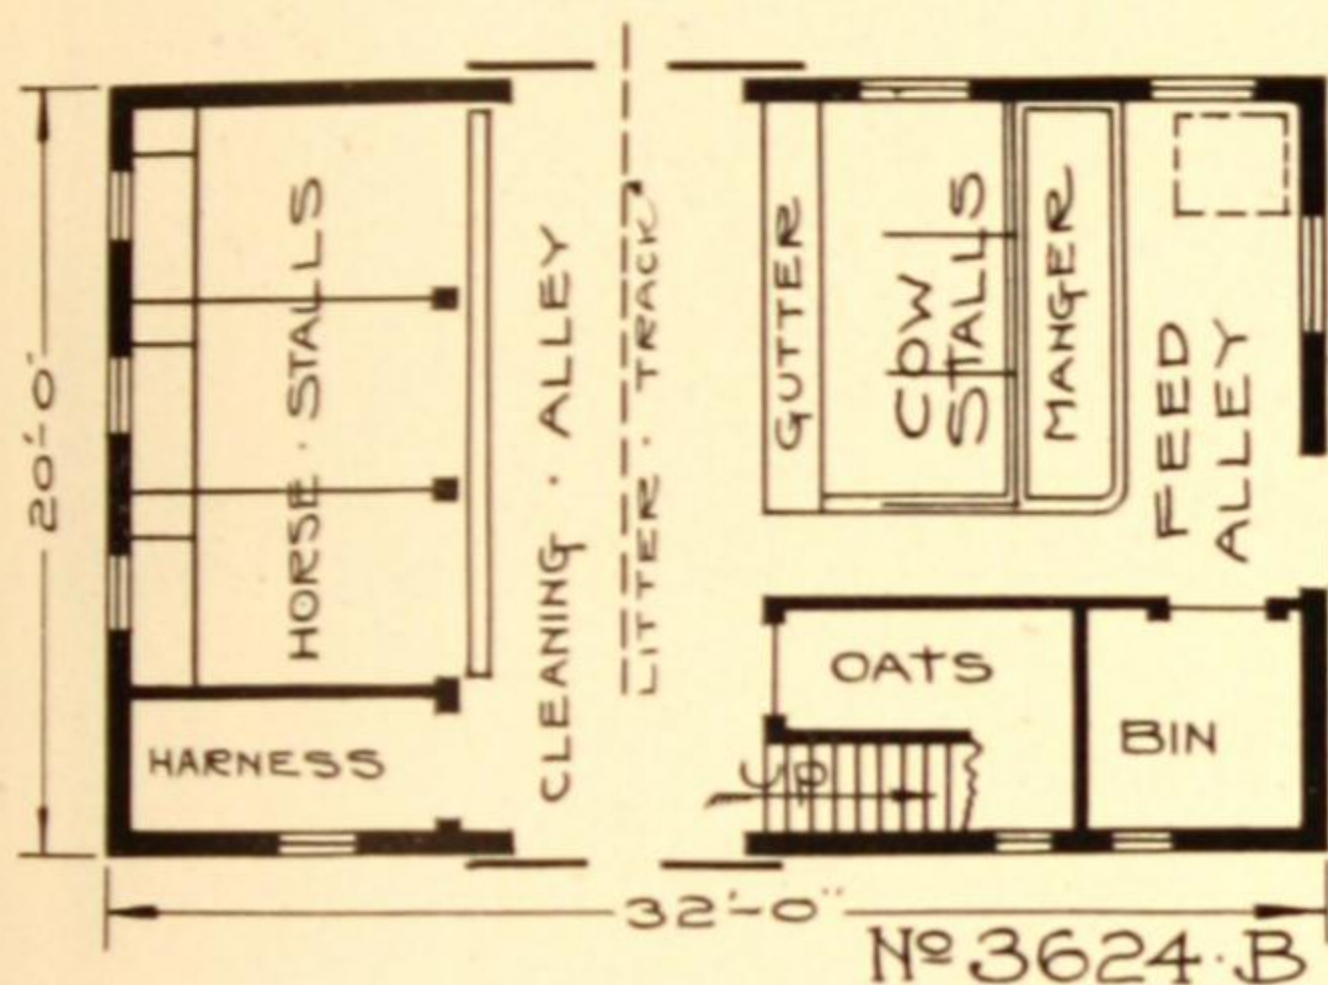 20'-0"
HORSE · STALLS
HARNESS
CLEANING · ALLEY
LITTER · TRACK
GUTTER
COW
STALLS
MANGER
FEED
ALLEY
OATS
UP
BIN
32'-0"
Nº 3624·B